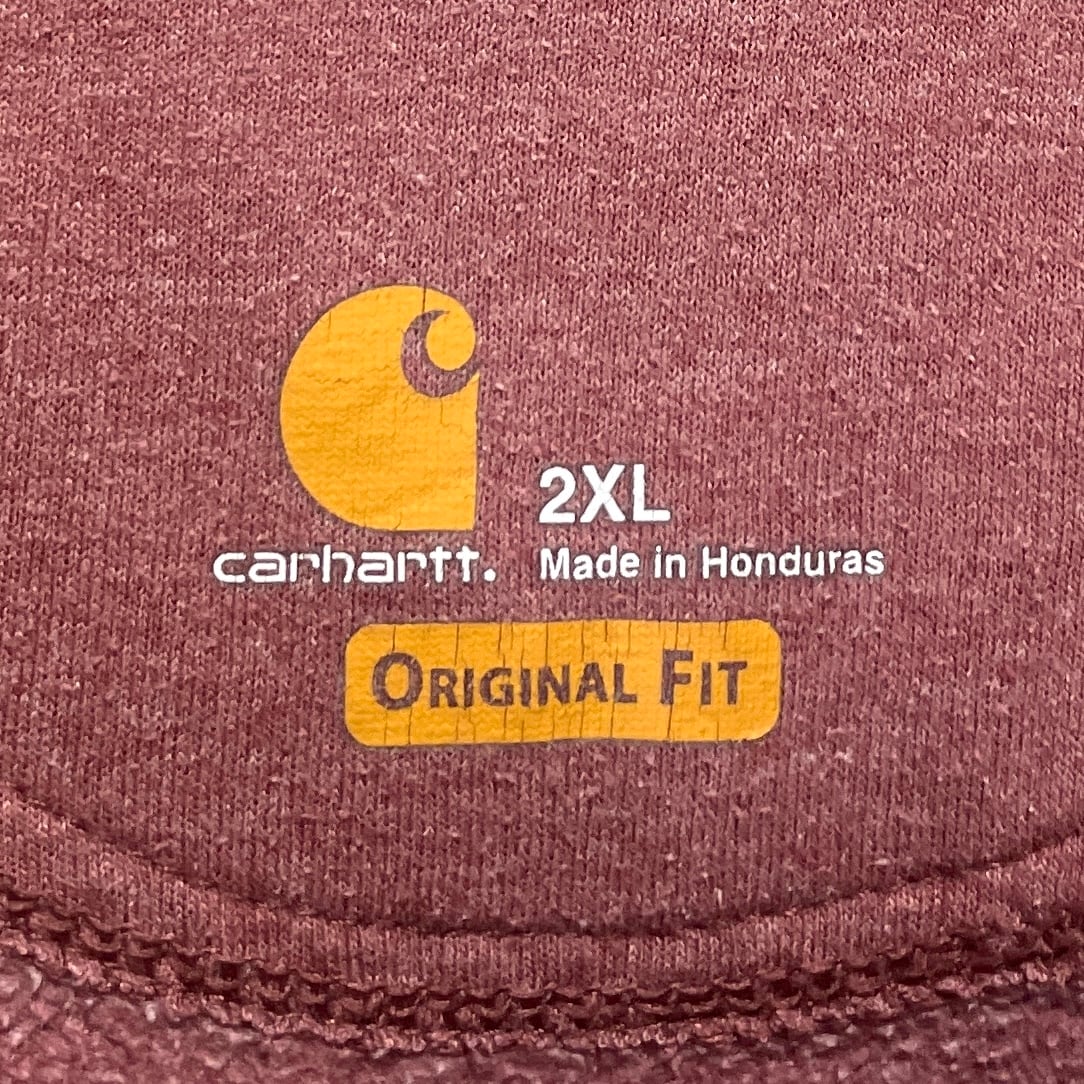 2XL
carhartt.
Made in Honduras
ORIGINAL FIT